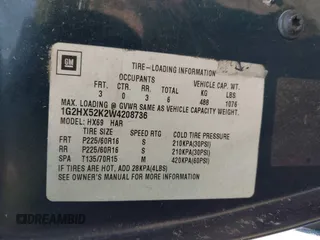 GM
TIRE-LOADING INFORMATION
OCCUPANTS VEHICLE CAP. WT.
FRT. CTR. RR. TOTAL KG LBS
3 0 3 6 488 1076
MAX. LOADING @ GVWR SAME AS VEHICLE CAPACITY WEIGHT.
1G2HX52K2W4208736
MODEL: HX69 HAR
TIRE SIZE SPEED RTG COLD TIRE PRESSURE
FRT P225/60R16 S 210KPA(30PSI)
RR P225/60R16 S 210KPA(30PSI)
SPA T135/70R15 M 420KPA(60PSI)
IF TIRES ARE HOT, ADD 28KPA(4LBS)
SEE OWNER'S MANUAL FOR ADDITIONAL INFORMATION
DREAMBID